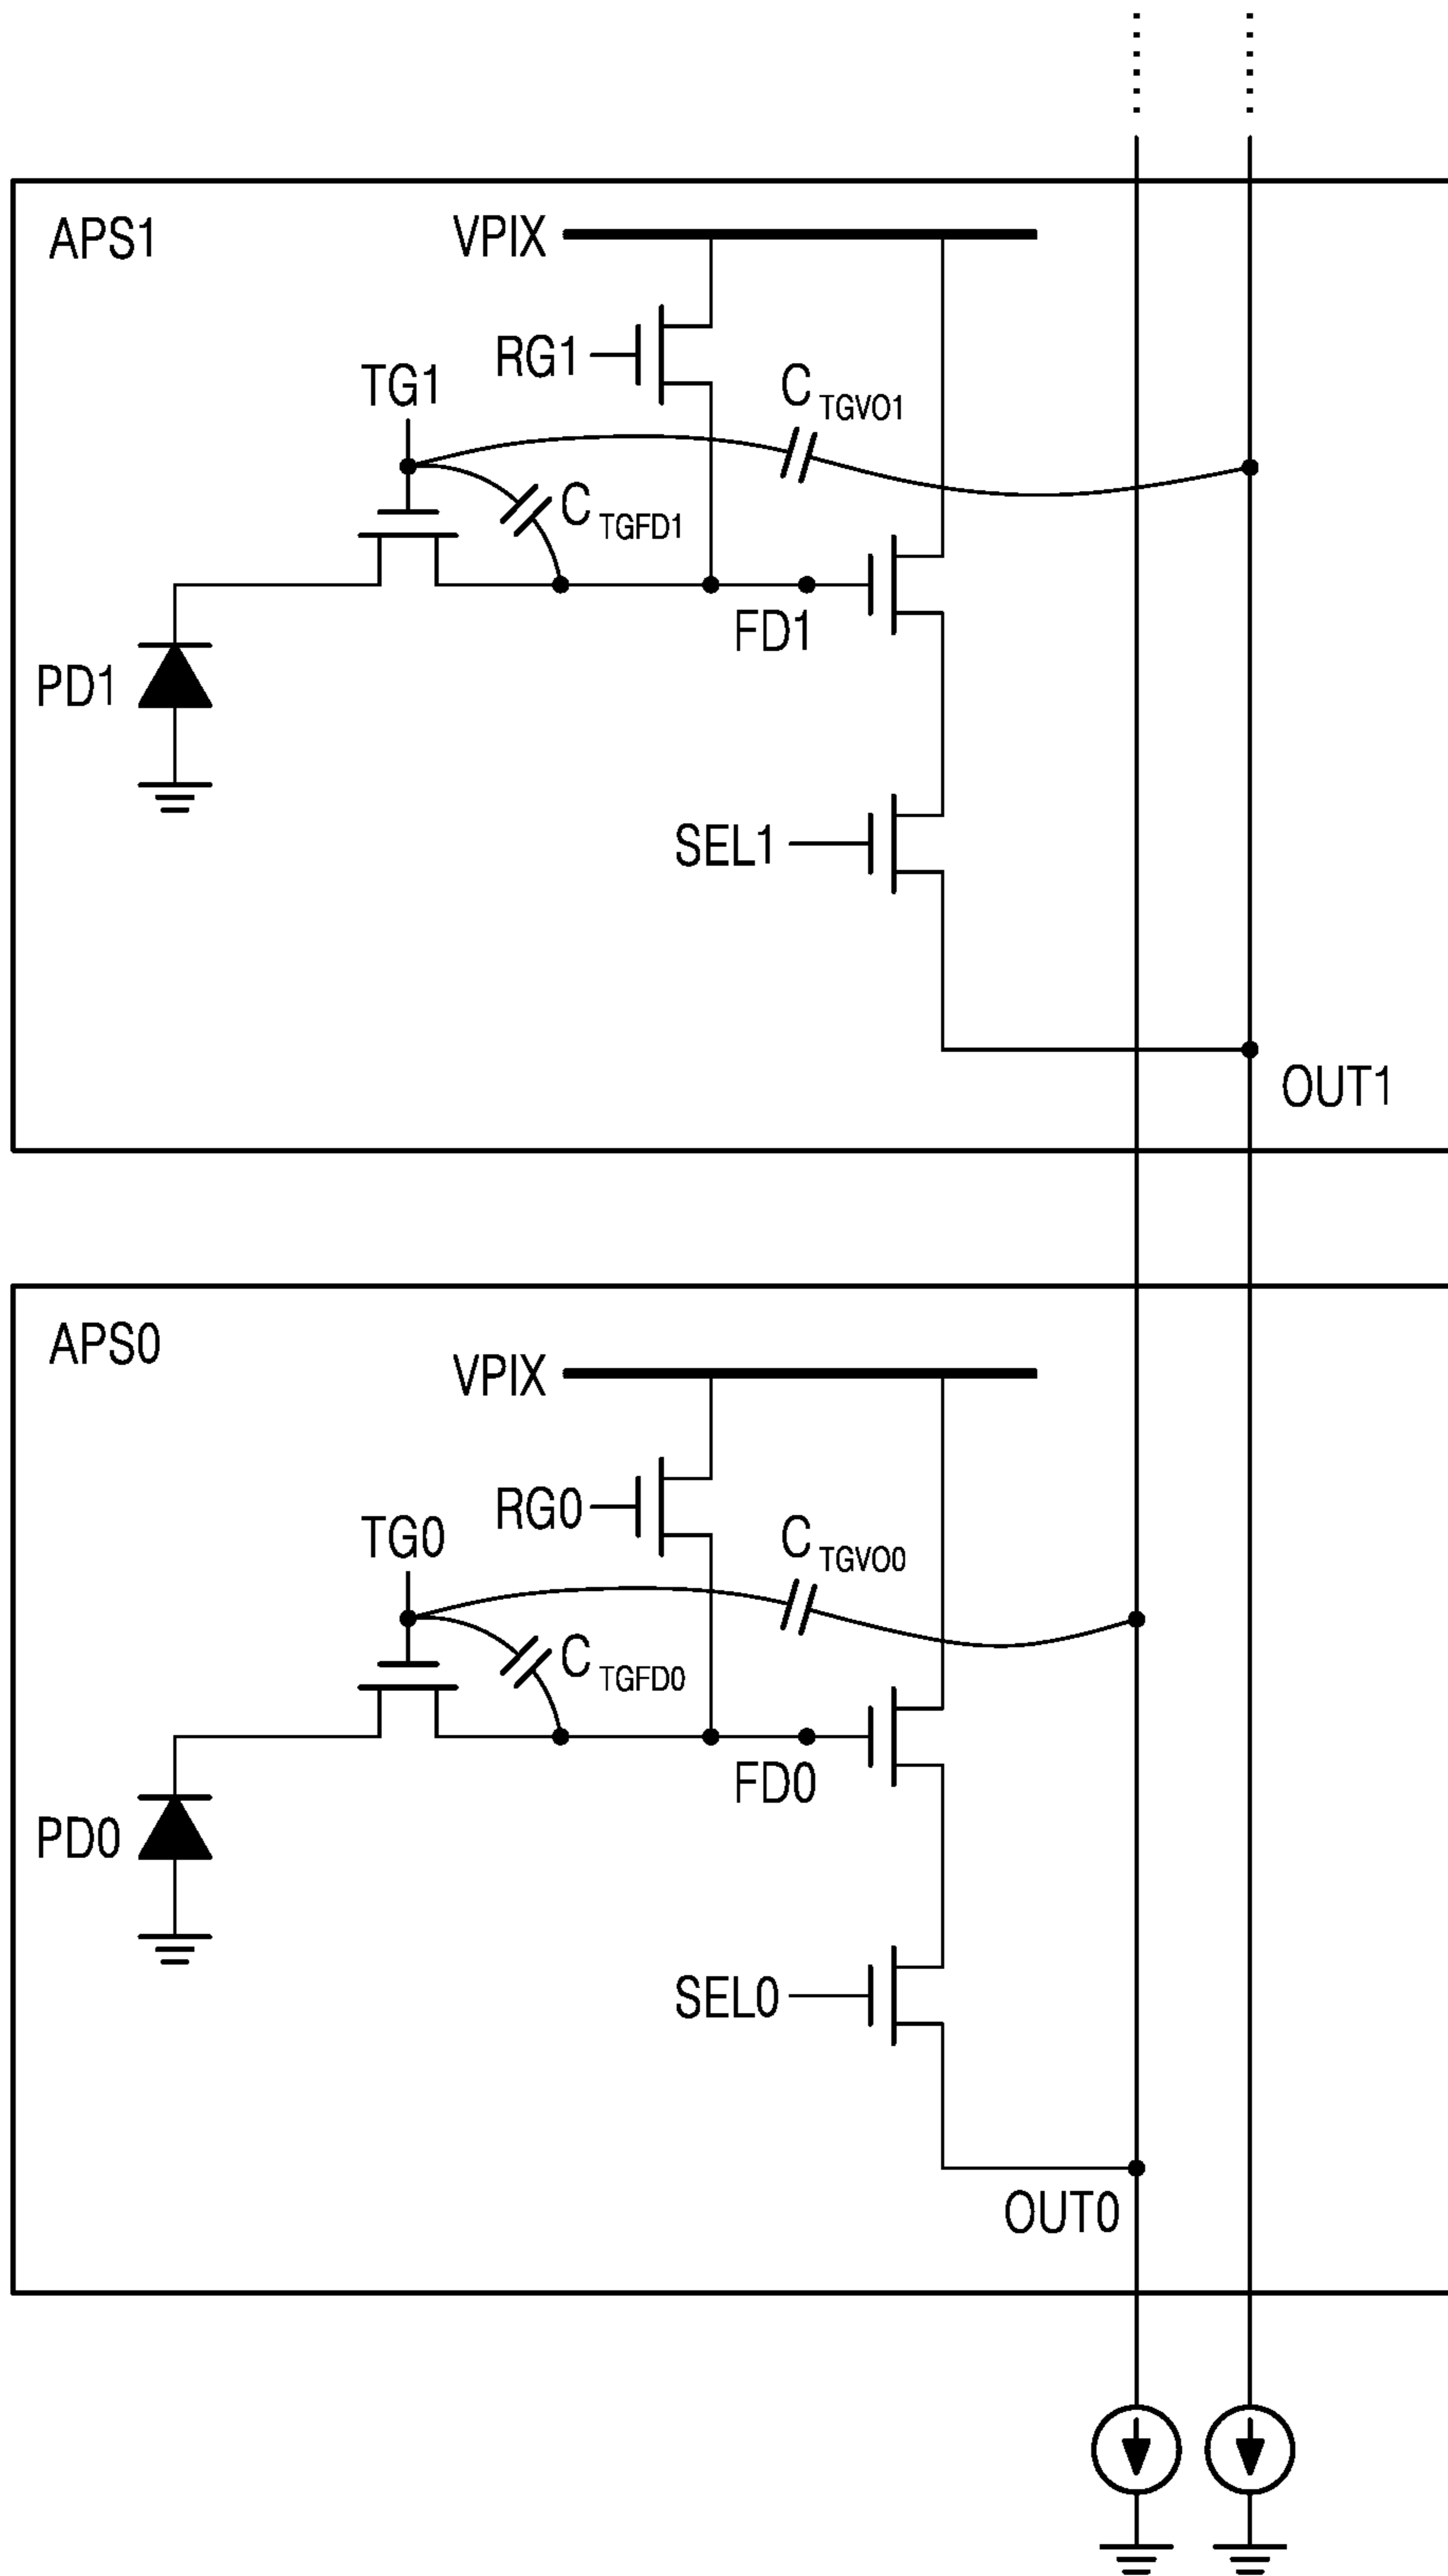 APS1
VPIX
RG1
TG1
C TGVO1
C TGFD1
FD1
PD1
SEL1
OUT1
APS0
VPIX
RG0
TG0
C TGVO0
C TGFD0
FD0
PD0
SEL0
OUT0